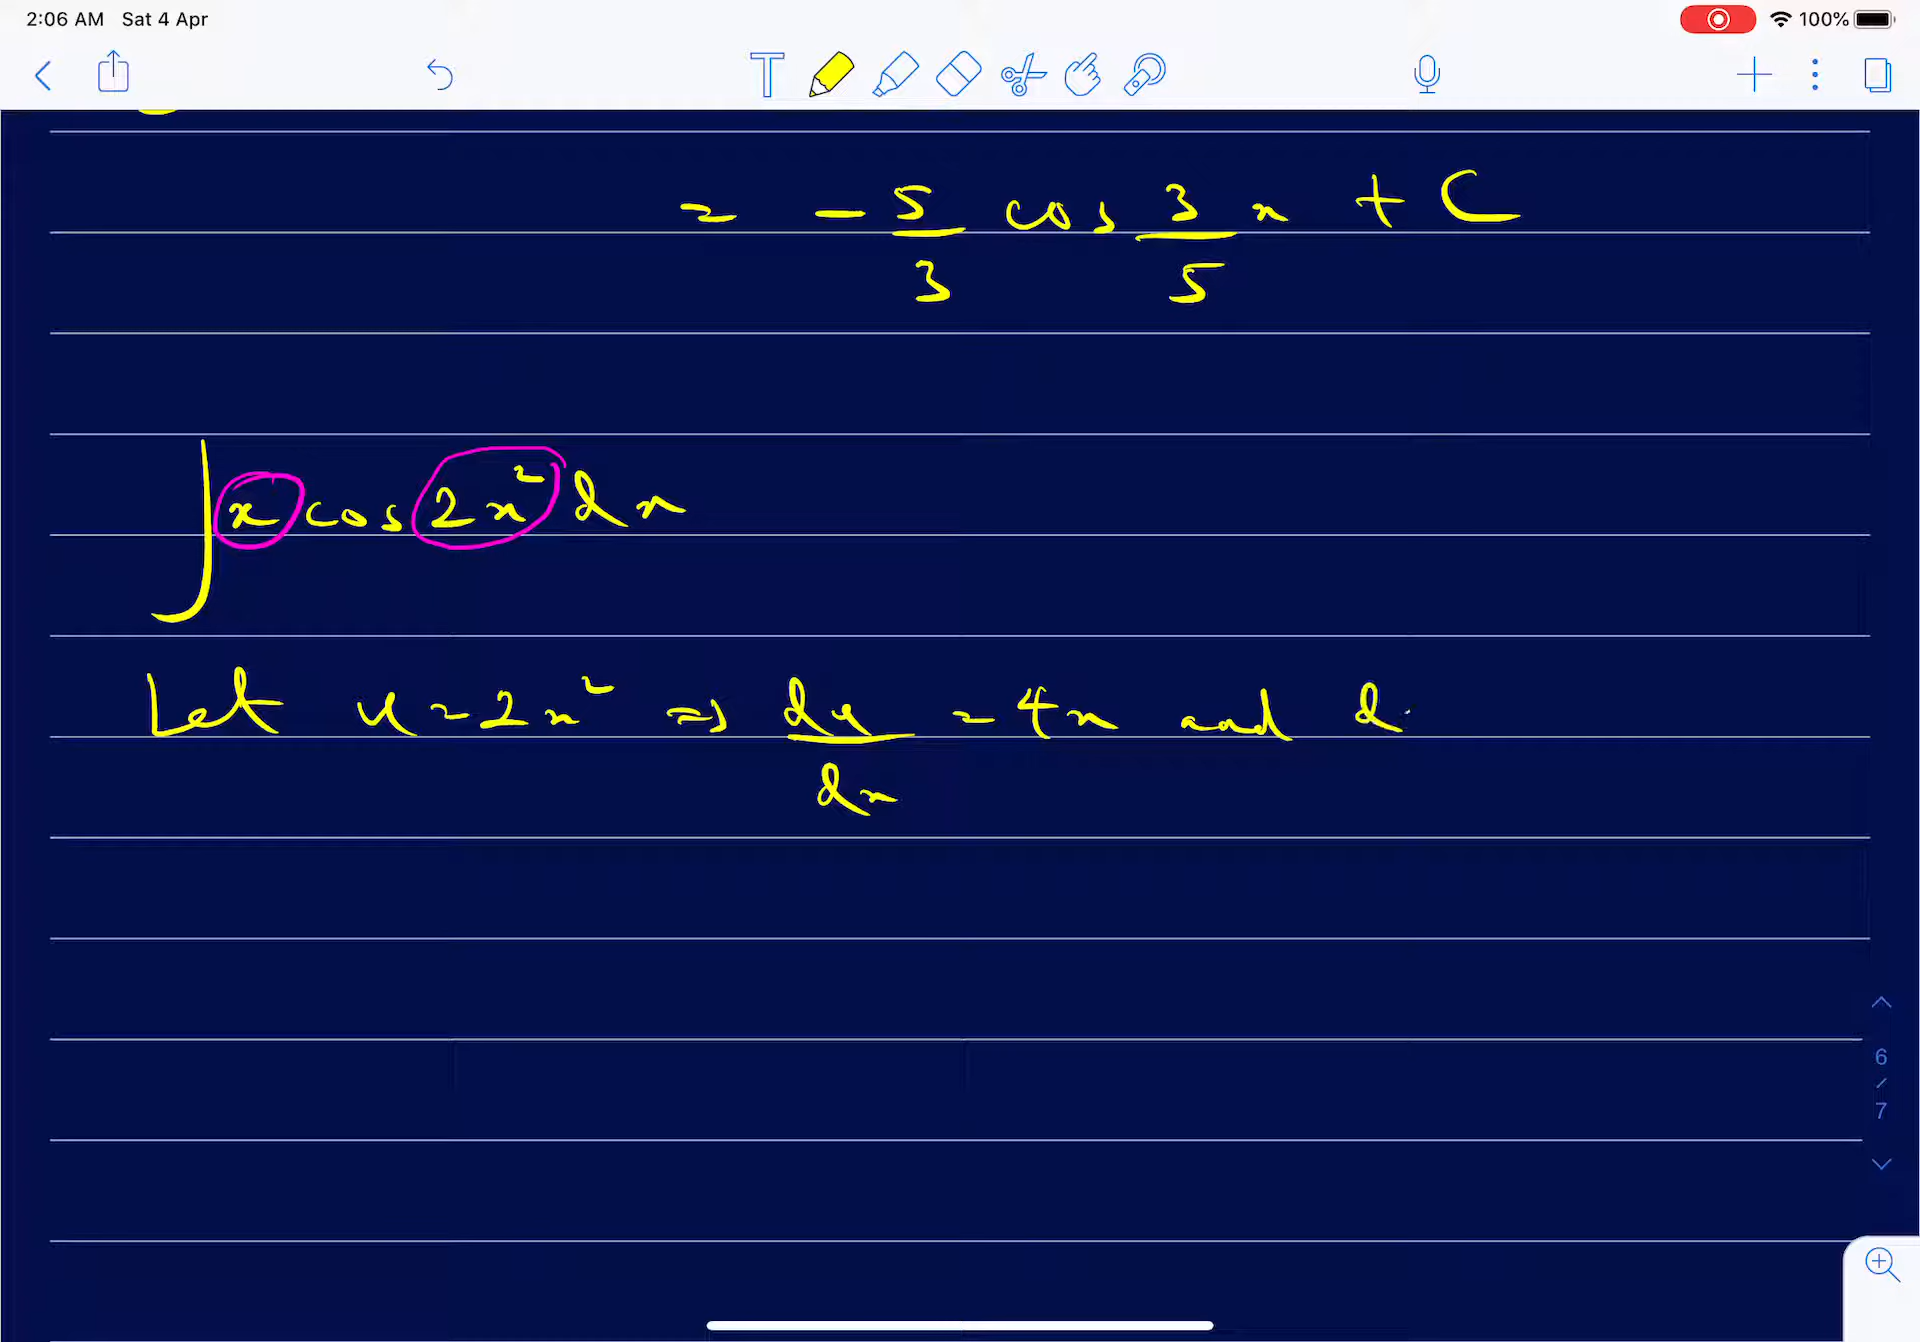 2:06 AM Sat 4 Apr 100%
T
= -5/3 cos 3/5 x + C
∫ x cos 2x² dx
Let u = 2x² ⇒ du/dx = 4x and d
6
/
7